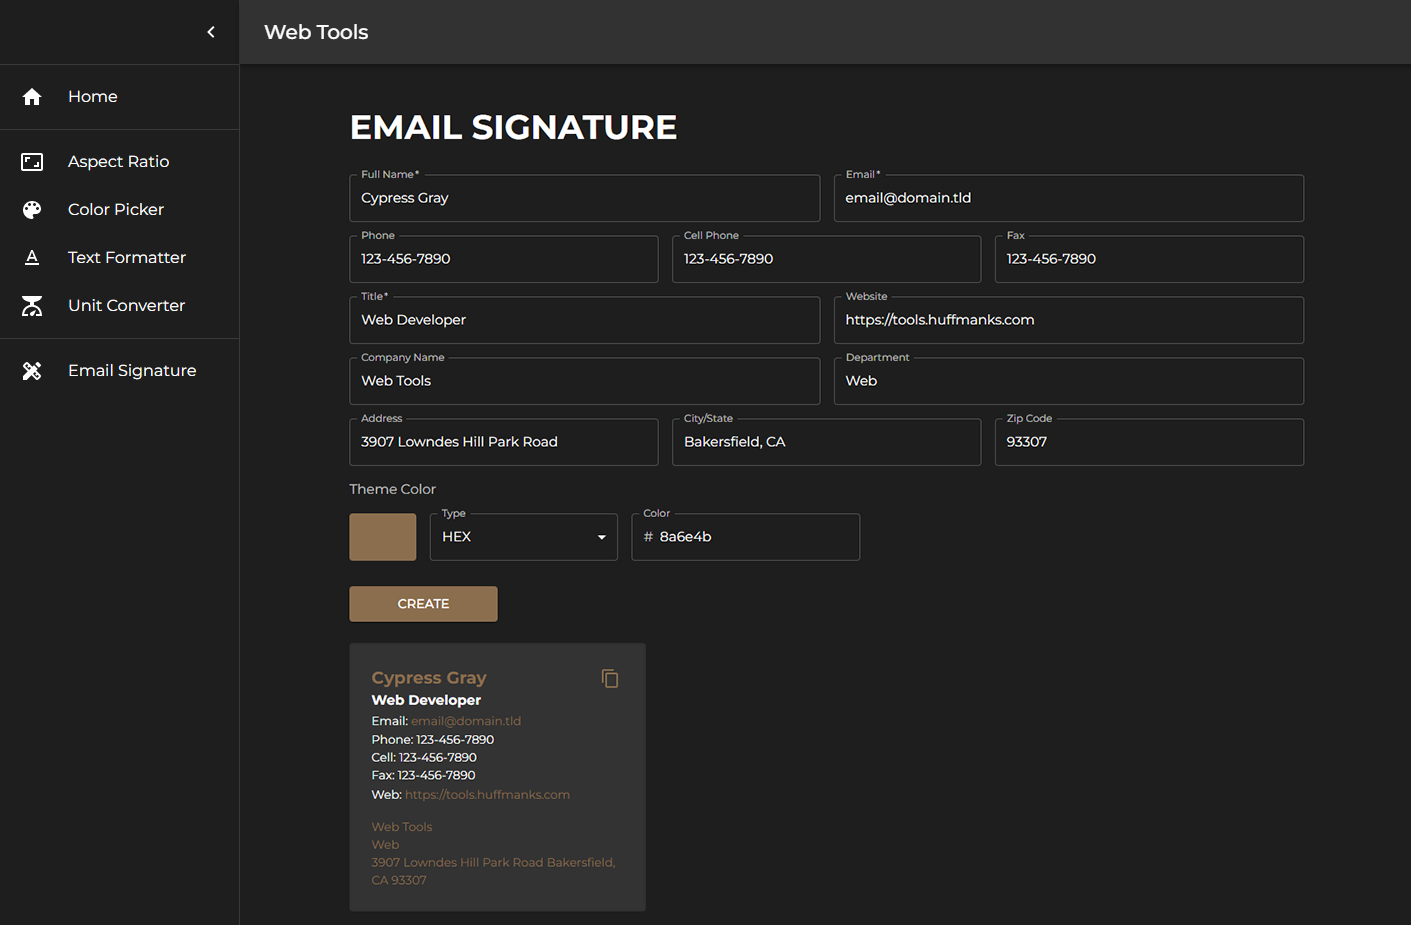 Web Tools
Home
Aspect Ratio
Color Picker
Text Formatter
Unit Converter
Email Signature
EMAIL SIGNATURE
Full Name*
Cypress Gray
Email*
email@domain.tld
Phone
123-456-7890
Cell Phone
123-456-7890
Fax
123-456-7890
Title*
Web Developer
Website
https://tools.huffmanks.com
Company Name
Web Tools
Department
Web
Address
3907 Lowndes Hill Park Road
City/State
Bakersfield, CA
Zip Code
93307
Theme Color
Type
HEX
Color
# 8a6e4b
CREATE
Cypress Gray
Web Developer
Email: email@domain.tld
Phone: 123-456-7890
Cell: 123-456-7890
Fax: 123-456-7890
Web: https://tools.huffmanks.com
Web Tools
Web
3907 Lowndes Hill Park Road Bakersfield,
CA 93307